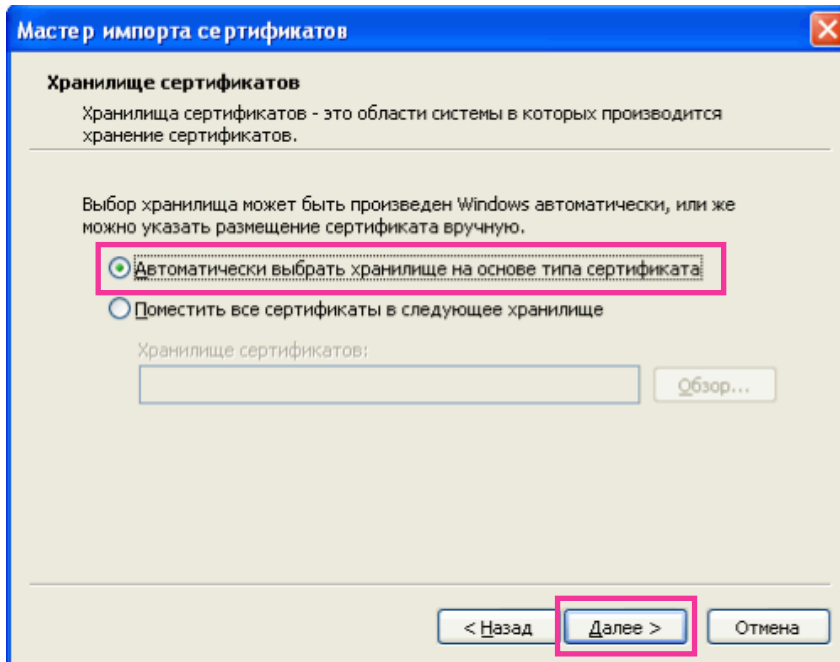 Мастер импорта сертификатов
Хранилище сертификатов
Хранилища сертификатов - это области системы в которых производится
хранение сертификатов.
Выбор хранилища может быть произведен Windows автоматически, или же
можно указать размещение сертификата вручную.
Автоматически выбрать хранилище на основе типа сертификата
Поместить все сертификаты в следующее хранилище
Хранилище сертификатов:
Обзор...
< Назад Далее > Отмена